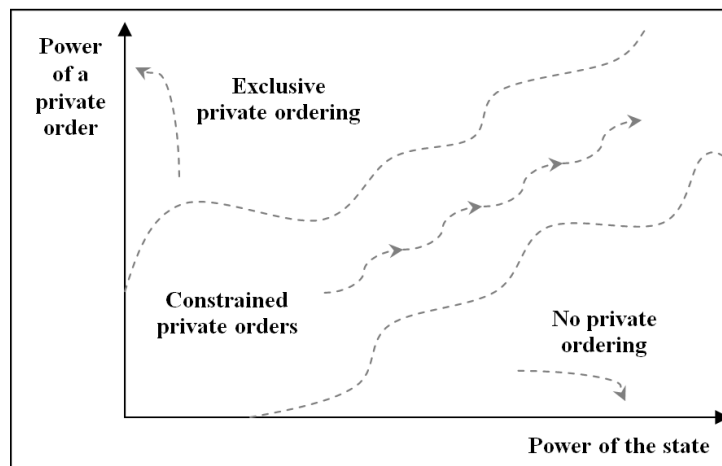 Power
of a
private
order
Exclusive
private ordering
Constrained
private orders
No private
ordering
Power of the state